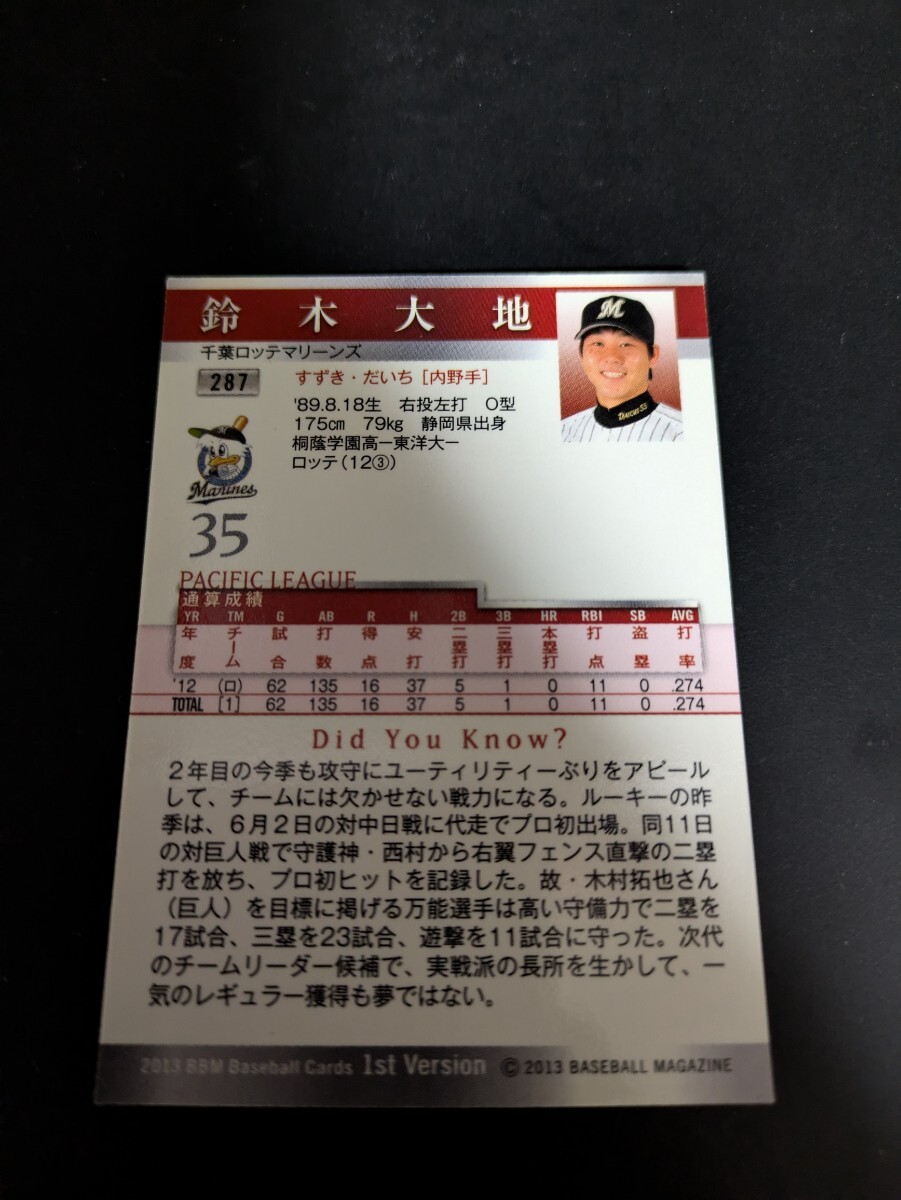 鈴木大地
千葉ロッテマリーンズ
287
すずき・だいち［内野手］
'89.8.18生 右投左打 O型
175㎝ 79㎏ 静岡県出身
桐蔭学園高ー東洋大ー
ロッテ（12③）
M
DAICHI 35
Marines
35
PACIFIC LEAGUE
通算成績
YR TM G AB R H 2B 3B HR RBI SB AVG
年度 チーム 試合 打数 得点 安打 二塁打 三塁打 本塁打 打点 盗塁 打率
'12 (ロ) 62 135 16 37 5 1 0 11 0 .274
TOTAL [1] 62 135 16 37 5 1 0 11 0 .274
Did You Know?
２年目の今季も攻守にユーティリティーぶりをアピール
して、チームには欠かせない戦力になる。ルーキーの昨
季は、６月２日の対中日戦に代走でプロ初出場。同11日
の対巨人戦で守護神・西村から右翼フェンス直撃の二塁
打を放ち、プロ初ヒットを記録した。故・木村拓也さん
（巨人）を目標に掲げる万能選手は高い守備力で二塁を
17試合、三塁を23試合、遊撃を11試合に守った。次代
のチームリーダー候補で、実戦派の長所を生かして、一
気のレギュラー獲得も夢ではない。
2013 BBM Baseball Cards 1st Version © 2013 BASEBALL MAGAZINE